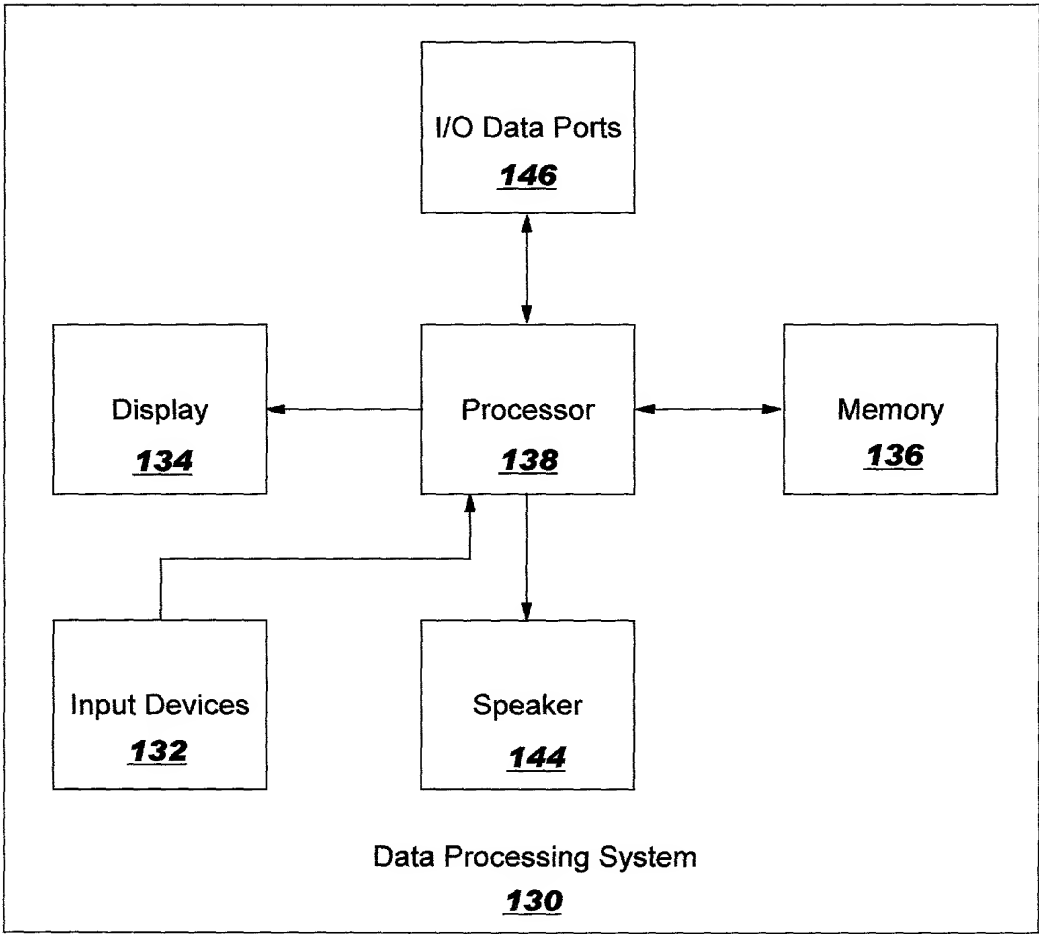 I/O Data Ports
146
Display
134
Processor
138
Memory
136
Input Devices
132
Speaker
144
Data Processing System
130